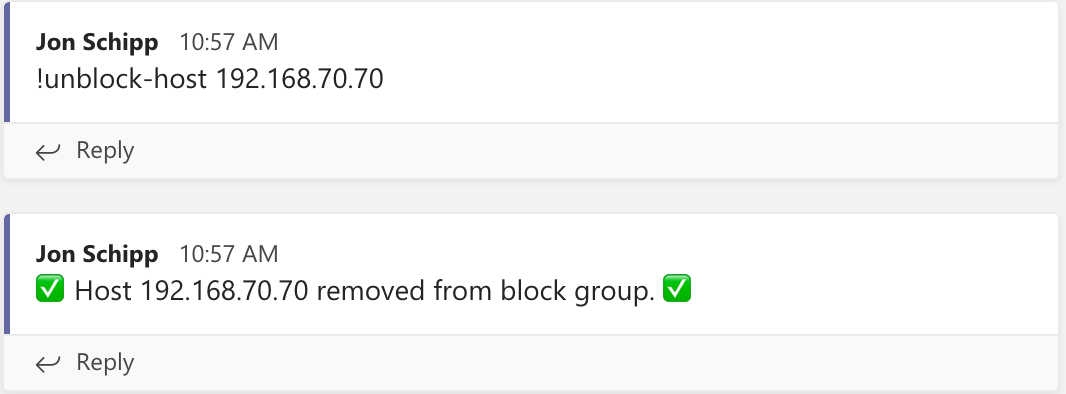 Jon Schipp 10:57 AM
!unblock-host 192.168.70.70
Reply
Jon Schipp 10:57 AM
✅ Host 192.168.70.70 removed from block group. ✅
Reply